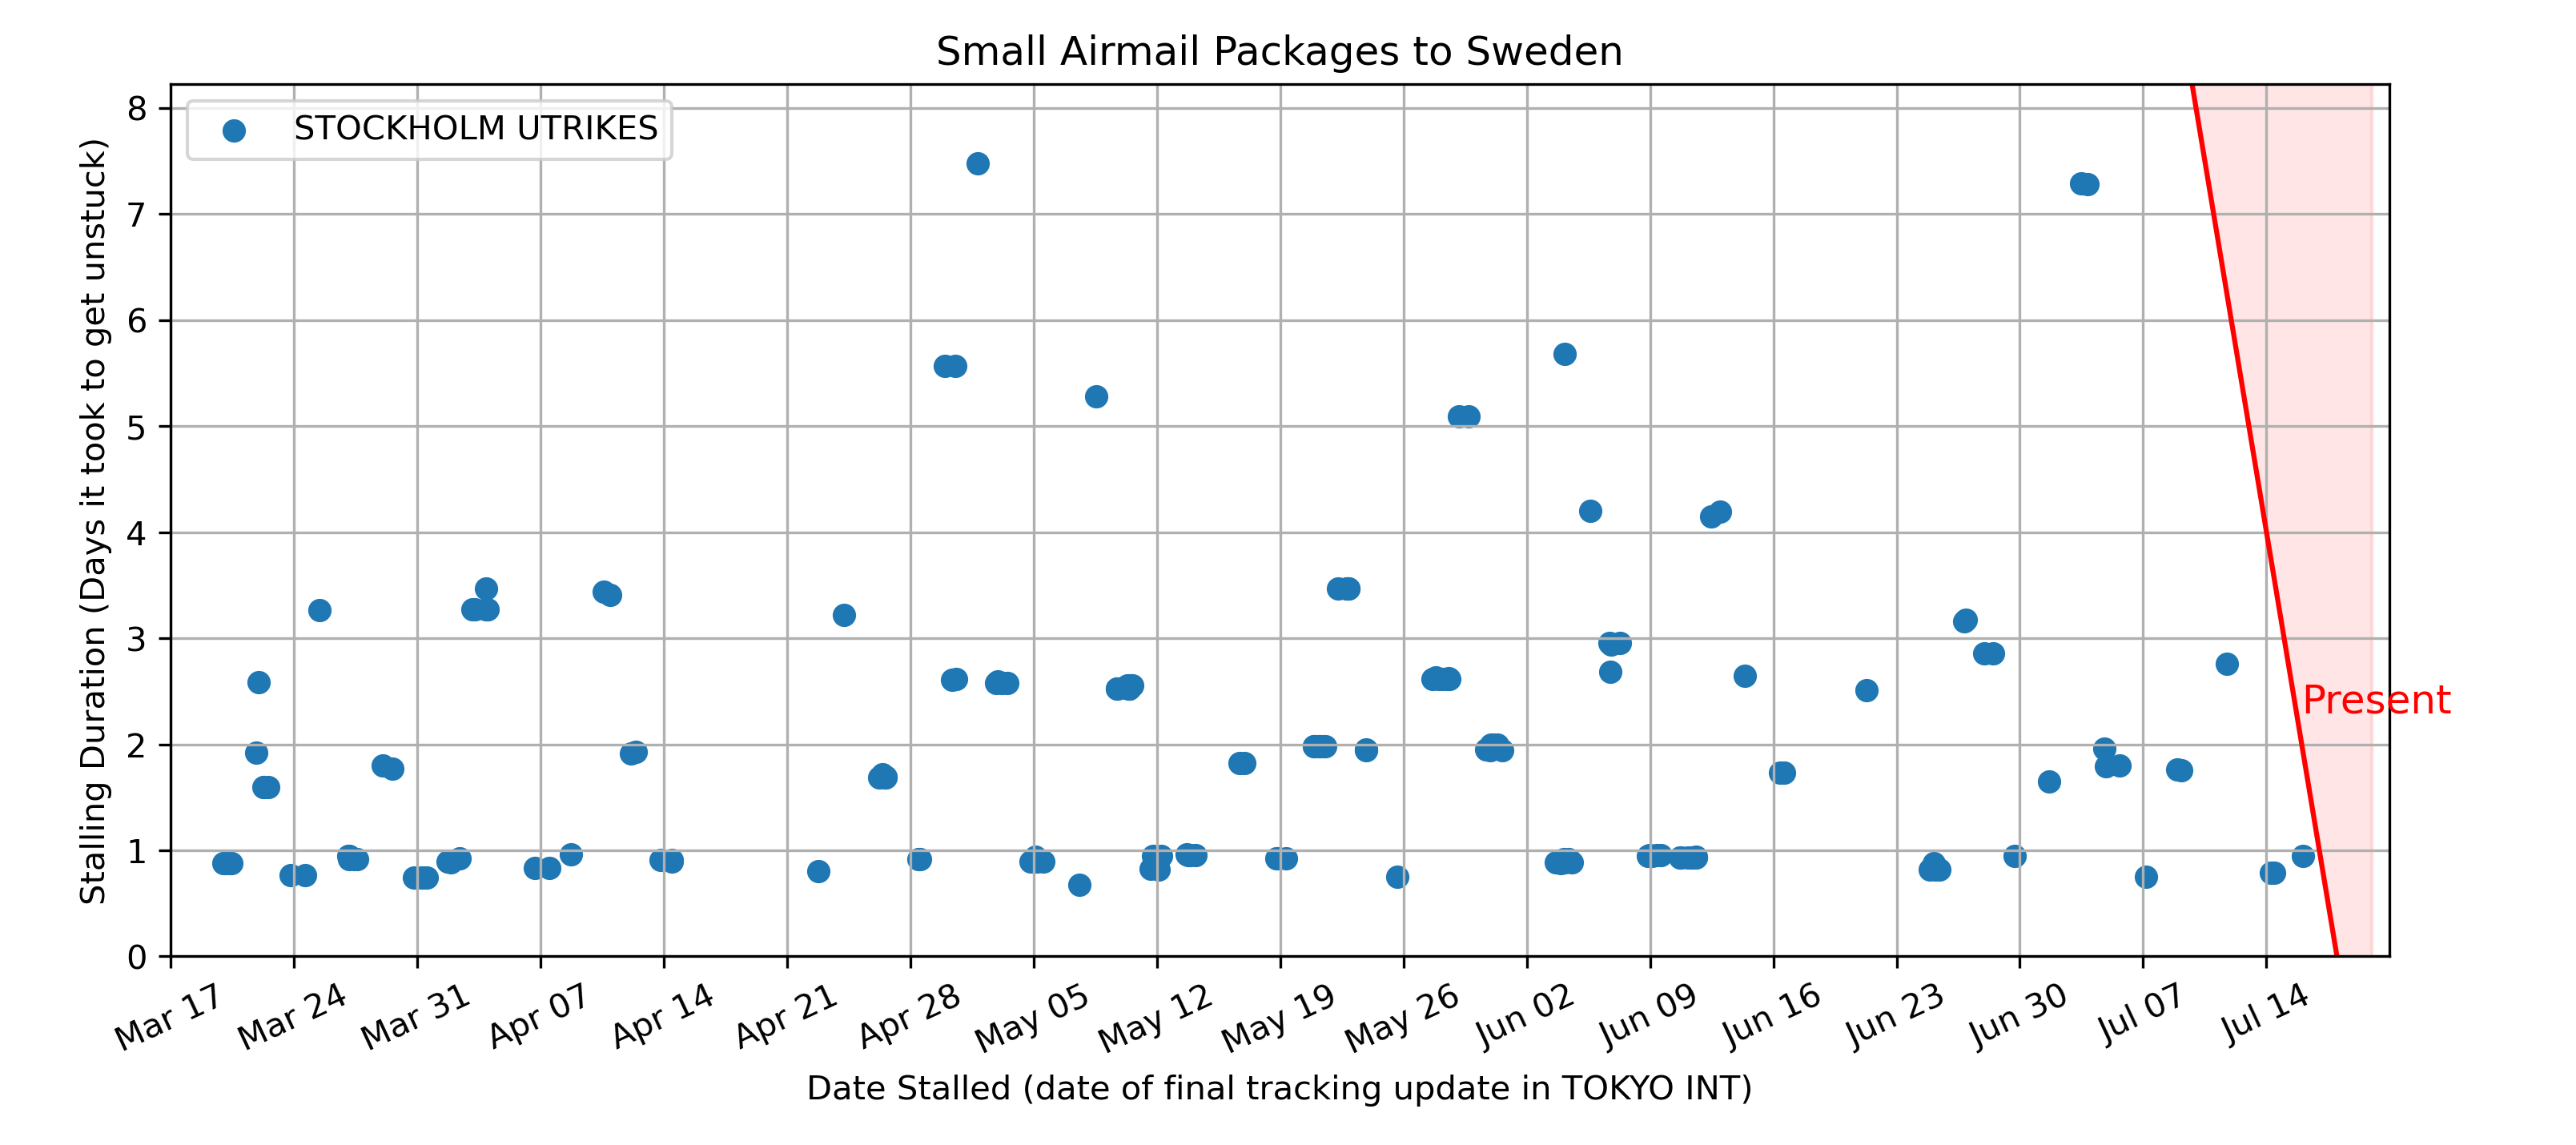 Small Airmail Packages to Sweden
STOCKHOLM UTRIKES
Stalling Duration (Days it took to get unstuck)
8
7
6
5
4
3
2
1
0
Present
Mar 17
Mar 24
Mar 31
Apr 07
Apr 14
Apr 21
Apr 28
May 05
May 12
May 19
May 26
Jun 02
Jun 09
Jun 16
Jun 23
Jun 30
Jul 07
Jul 14
Date Stalled (date of final tracking update in TOKYO INT)